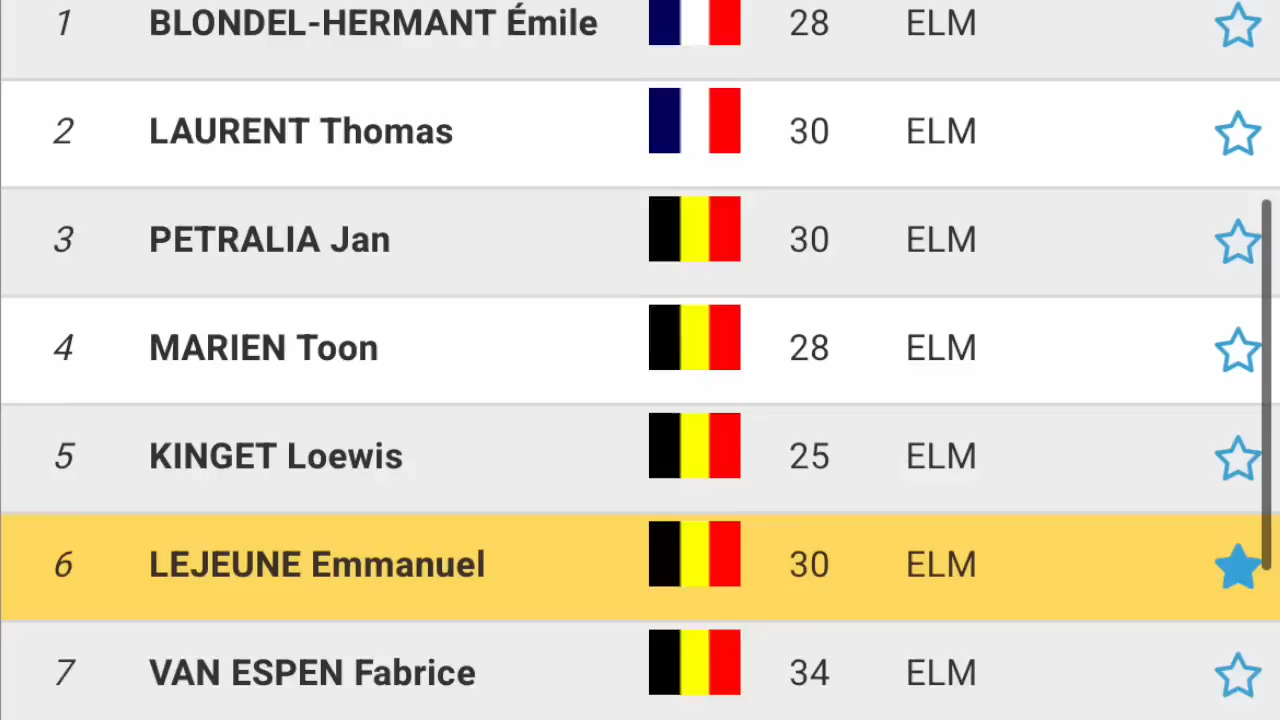 1 BLONDEL-HERMANT Émile 28 ELM
2 LAURENT Thomas 30 ELM
3 PETRALIA Jan 30 ELM
4 MARIEN Toon 28 ELM
5 KINGET Loewis 25 ELM
6 LEJEUNE Emmanuel 30 ELM
7 VAN ESPEN Fabrice 34 ELM